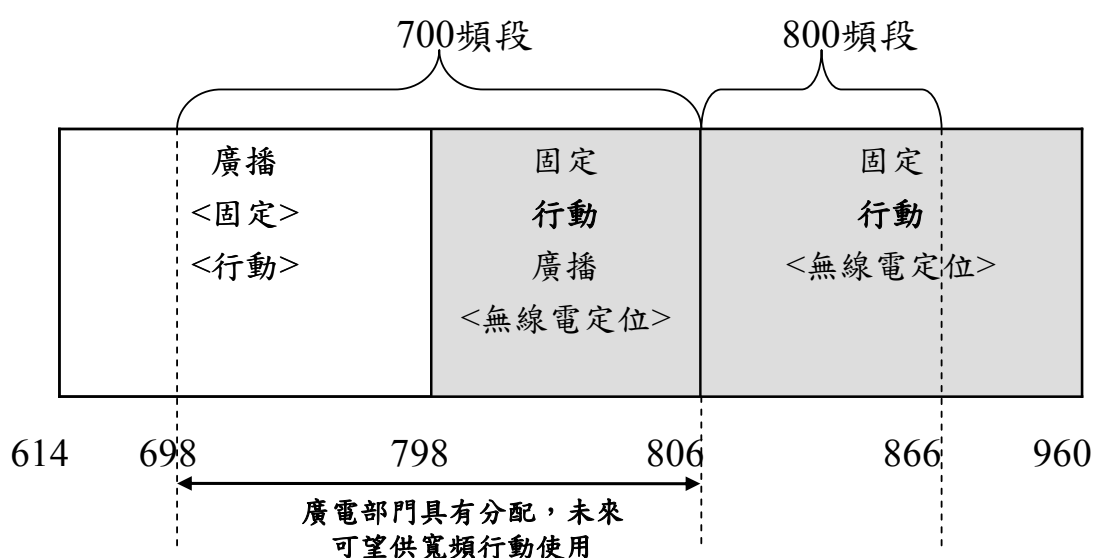 700頻段
800頻段
廣播
<固定>
<行動>
固定
行動
廣播
<無線電定位>
固定
行動
<無線電定位>
614
698
798
806
866
960
廣電部門具有分配，未來
可望供寬頻行動使用